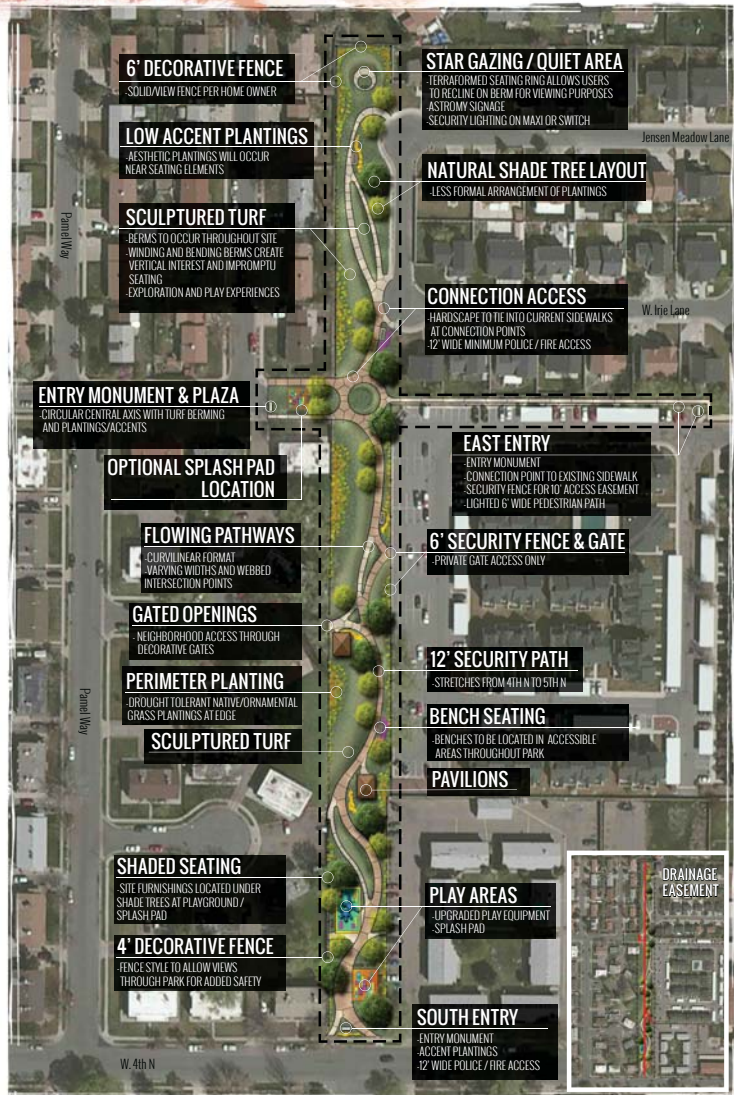 6' DECORATIVE FENCE
-SOLID/VIEW FENCE PER HOME OWNER
STAR GAZING / QUIET AREA
-TERRAFORMED SEATING RING ALLOWS USERS
TO RECLINE ON BERM FOR VIEWING PURPOSES
-ASTROMY SIGNAGE
-SECURITY LIGHTING ON MAXI OR SWITCH
Jensen Meadow Lane
LOW ACCENT PLANTINGS
-AESTHETIC PLANTINGS WILL OCCUR
NEAR SEATING ELEMENTS
NATURAL SHADE TREE LAYOUT
-LESS FORMAL ARRANGEMENT OF PLANTINGS
Pamel Way
SCULPTURED TURF
-BERMS TO OCCUR THROUGHOUT SITE
-WINDING AND BENDING BERMS CREATE
VERTICAL INTEREST AND IMPROMPTU
SEATING
-EXPLORATION AND PLAY EXPERIENCES
CONNECTION ACCESS
-HARDSCAPE TO TIE INTO CURRENT SIDEWALKS
AT CONNECTION POINTS
-12' WIDE MINIMUM POLICE / FIRE ACCESS
W. Irie Lane
ENTRY MONUMENT & PLAZA
-CIRCULAR CENTRAL AXIS WITH TURF BERMING
AND PLANTINGS/ACCENTS
OPTIONAL SPLASH PAD
LOCATION
EAST ENTRY
-ENTRY MONUMENT
-CONNECTION POINT TO EXISTING SIDEWALK
-SECURITY FENCE FOR 10' ACCESS EASEMENT
-LIGHTED 6' WIDE PEDESTRIAN PATH
FLOWING PATHWAYS
-CURVILINEAR FORMAT
-VARYING WIDTHS AND WEBBED
INTERSECTION POINTS
6' SECURITY FENCE & GATE
-PRIVATE GATE ACCESS ONLY
GATED OPENINGS
- NEIGHBORHOOD ACCESS THROUGH
DECORATIVE GATES
12' SECURITY PATH
-STRETCHES FROM 4TH N TO 5TH N
PERIMETER PLANTING
-DROUGHT TOLERANT NATIVE/ORNAMENTAL
GRASS PLANTINGS AT EDGE
Pamel Way
BENCH SEATING
-BENCHES TO BE LOCATED IN ACCESSIBLE
AREAS THROUGHOUT PARK
SCULPTURED TURF
PAVILIONS
SHADED SEATING
-SITE FURNISHINGS LOCATED UNDER
SHADE TREES AT PLAYGROUND /
SPLASH PAD
PLAY AREAS
-UPGRADED PLAY EQUIPMENT
-SPLASH PAD
DRAINAGE
EASEMENT
4' DECORATIVE FENCE
-FENCE STYLE TO ALLOW VIEWS
THROUGH PARK FOR ADDED SAFETY
SOUTH ENTRY
-ENTRY MONUMENT
-ACCENT PLANTINGS
-12' WIDE POLICE / FIRE ACCESS
W. 4th N